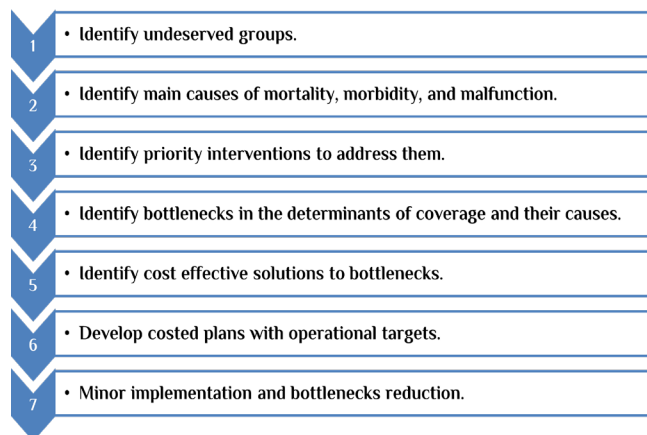 1
• Identify undeserved groups.
2
• Identify main causes of mortality, morbidity, and malfunction.
3
• Identify priority interventions to address them.
4
• Identify bottlenecks in the determinants of coverage and their causes.
5
• Identify cost effective solutions to bottlenecks.
6
• Develop costed plans with operational targets.
7
• Minor implementation and bottlenecks reduction.